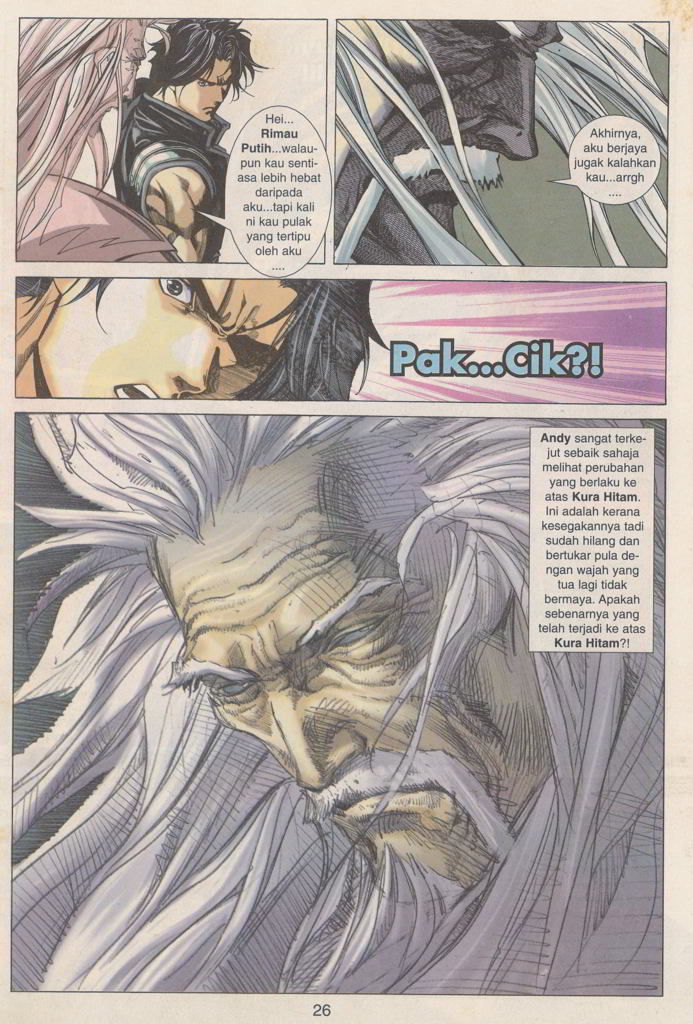 Hei...
Rimau
Putih...walau-
pun kau senti-
asa lebih hebat
daripada
aku...tapi kali
ni kau pulak
yang tertipu
oleh aku
....
Akhirnya,
aku berjaya
jugak kalahkan
kau...arrgh
....
Pak...Cik?!
Andy sangat terke-
jut sebaik sahaja
melihat perubahan
yang berlaku ke
atas Kura Hitam.
Ini adalah kerana
kesegakannya tadi
sudah hilang dan
bertukar pula de-
ngan wajah yang
tua lagi tidak
bermaya. Apakah
sebenarnya yang
telah terjadi ke atas
Kura Hitam?!
26